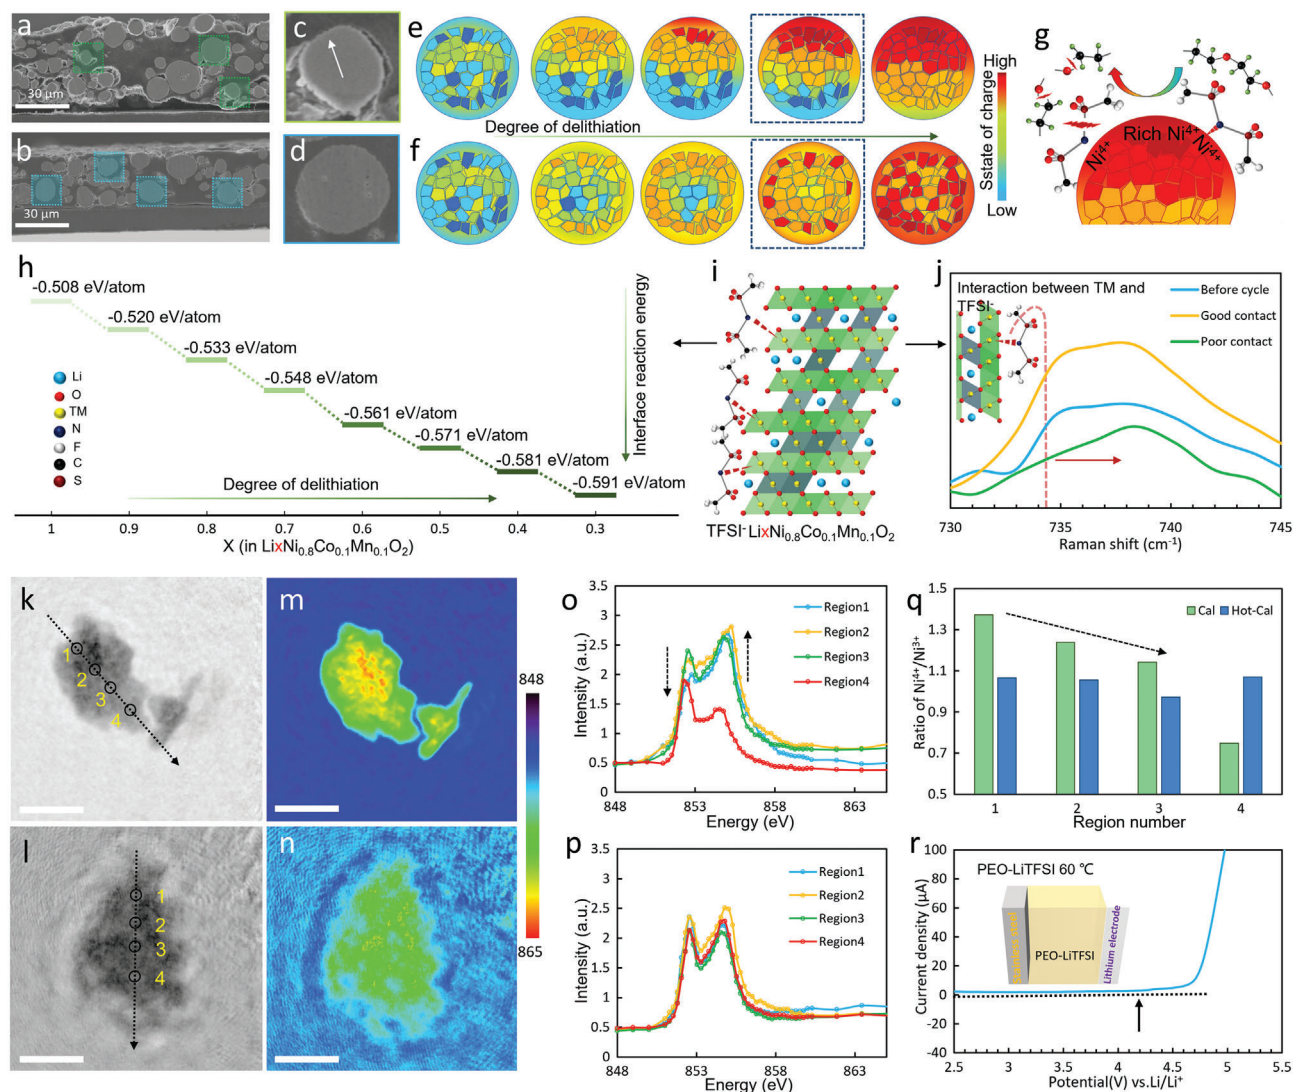 a
30 µm
b
30 µm
c
d
e
Degree of delithiation
f
High
Sstate of charge
Low
g
Rich Ni⁴⁺
Ni⁴⁺
Ni⁴⁺
h
-0.508 eV/atom
-0.520 eV/atom
-0.533 eV/atom
-0.548 eV/atom
-0.561 eV/atom
-0.571 eV/atom
-0.581 eV/atom
-0.591 eV/atom
Li
O
TM
N
F
C
S
Degree of delithiation
Interface reaction energy
1 0.9 0.8 0.7 0.6 0.5 0.4 0.3
X (in LixNi₀.₈Co₀.₁Mn₀.₁O₂)
i
TFSI⁻LixNi₀.₈Co₀.₁Mn₀.₁O₂
j
Interaction between TM and
TFSI⁻
Before cycle
Good contact
Poor contact
730 735 740 745
Raman shift (cm⁻¹)
k
1
2
3
4
l
1
2
3
4
m
n
848
865
o
Region1
Region2
Region3
Region4
Intensity (a.u.)
3.5
3
2.5
2
1.5
1
0.5
0
848 853 858 863
Energy (eV)
p
Region1
Region2
Region3
Region4
Intensity (a.u.)
3.5
3
2.5
2
1.5
1
0.5
0
848 853 858 863
Energy (eV)
q
Cal Hot-Cal
Ratio of Ni⁴⁺/Ni³⁺
1.5
1.3
1.1
0.9
0.7
0.5
1 2 3 4
Region number
r
PEO-LiTFSI 60 ℃
Stainless steel
PEO-LiTFSI
Lithium electrode
Current density (µA)
100
80
60
40
20
0
-20
-40
2.5 3 3.5 4 4.5 5 5.5
Potential(V) vs.Li/Li⁺